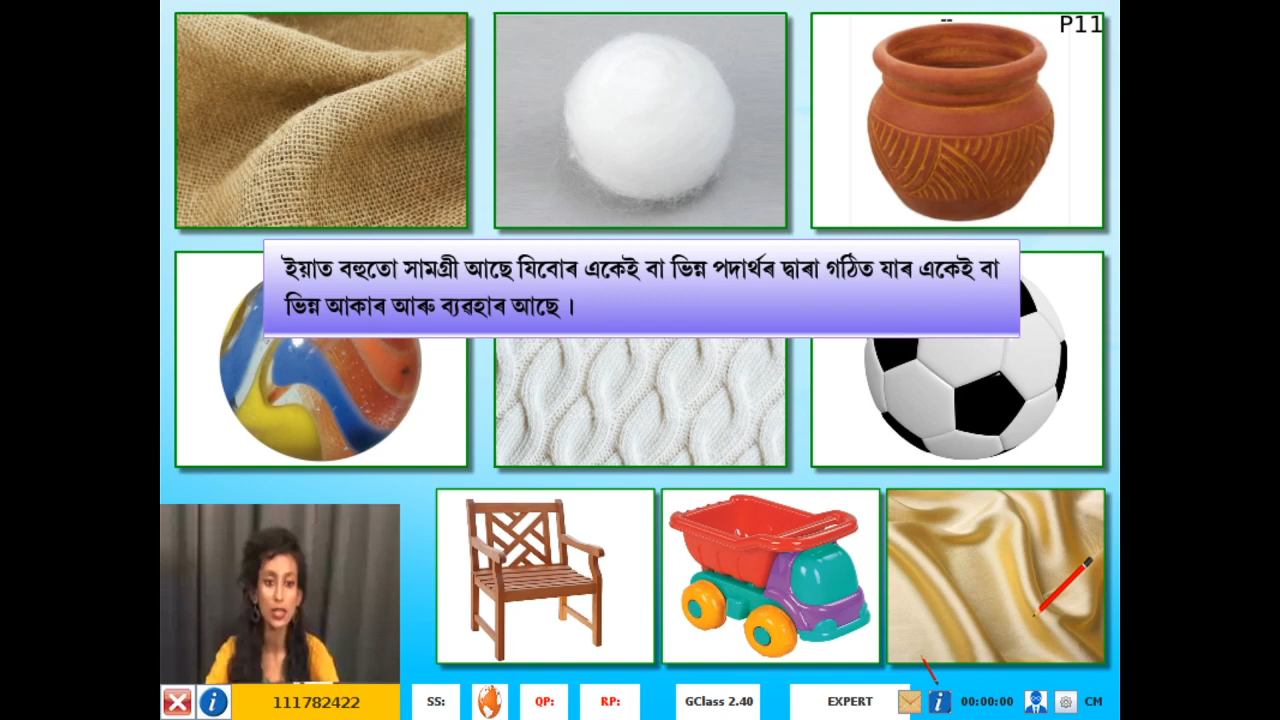 --
P11
ইয়াত বহুতো সামগ্ৰী আছে যিবোৰ একেই বা ভিন্ন পদাৰ্থৰ দ্বাৰা গঠিত যাৰ একেই বা
ভিন্ন আকাৰ আৰু ব্যৱহাৰ আছে ।
111782422 SS: QP: RP: GClass 2.40 EXPERT 00:00:00 CM